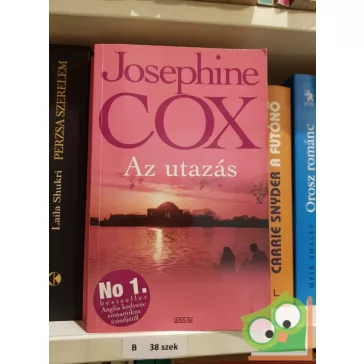 Josephine
COX
Az utazás
No 1.
bestseller
Anglia kedvenc
romantikus
írónőjétől
Laila Shukri PERZSA SZERELEM
CARRIE SNYDER A FUTÓNŐ
Orosz románc
B 38 szek